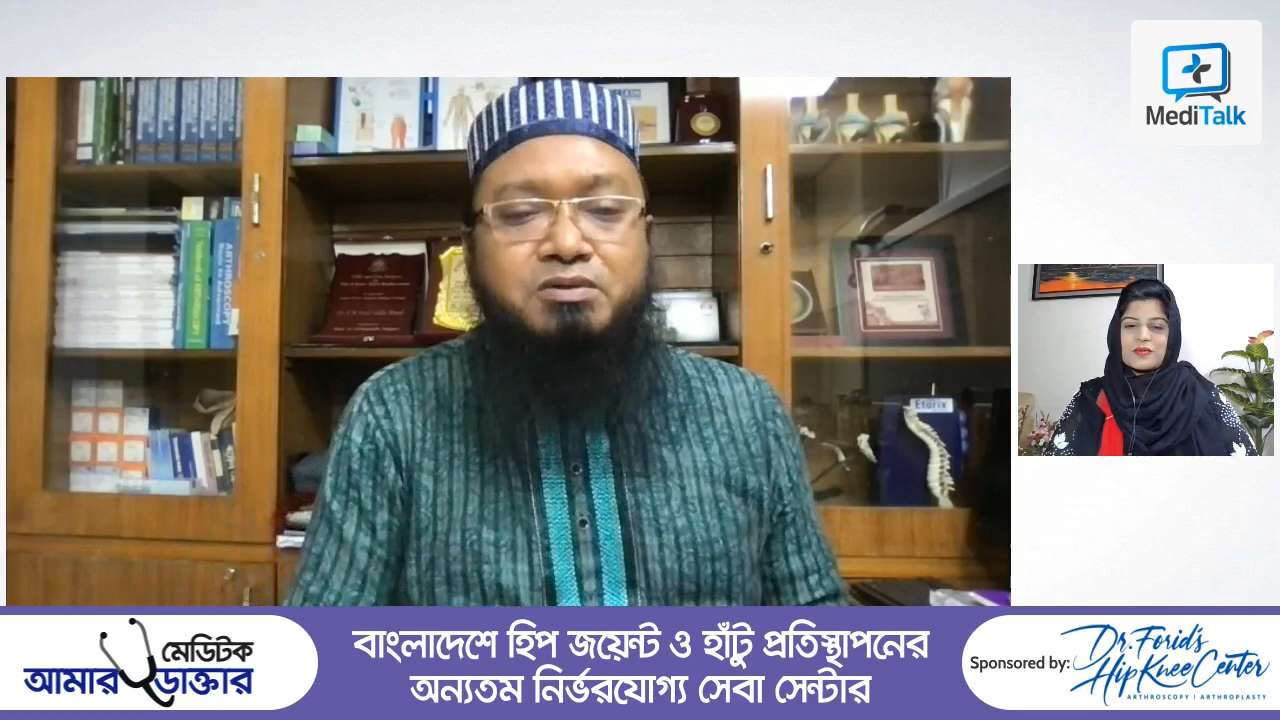 MediTalk
ARTHROSCOPY
Eterix
মেডিটক
আমার ডাক্তার
বাংলাদেশে হিপ জয়েন্ট ও হাঁটু প্রতিস্থাপনের
অন্যতম নির্ভরযোগ্য সেবা সেন্টার
Sponsored by:
Dr. Forid's
Hip Knee Center
ARTHROSCOPY | ARTHROPLASTY